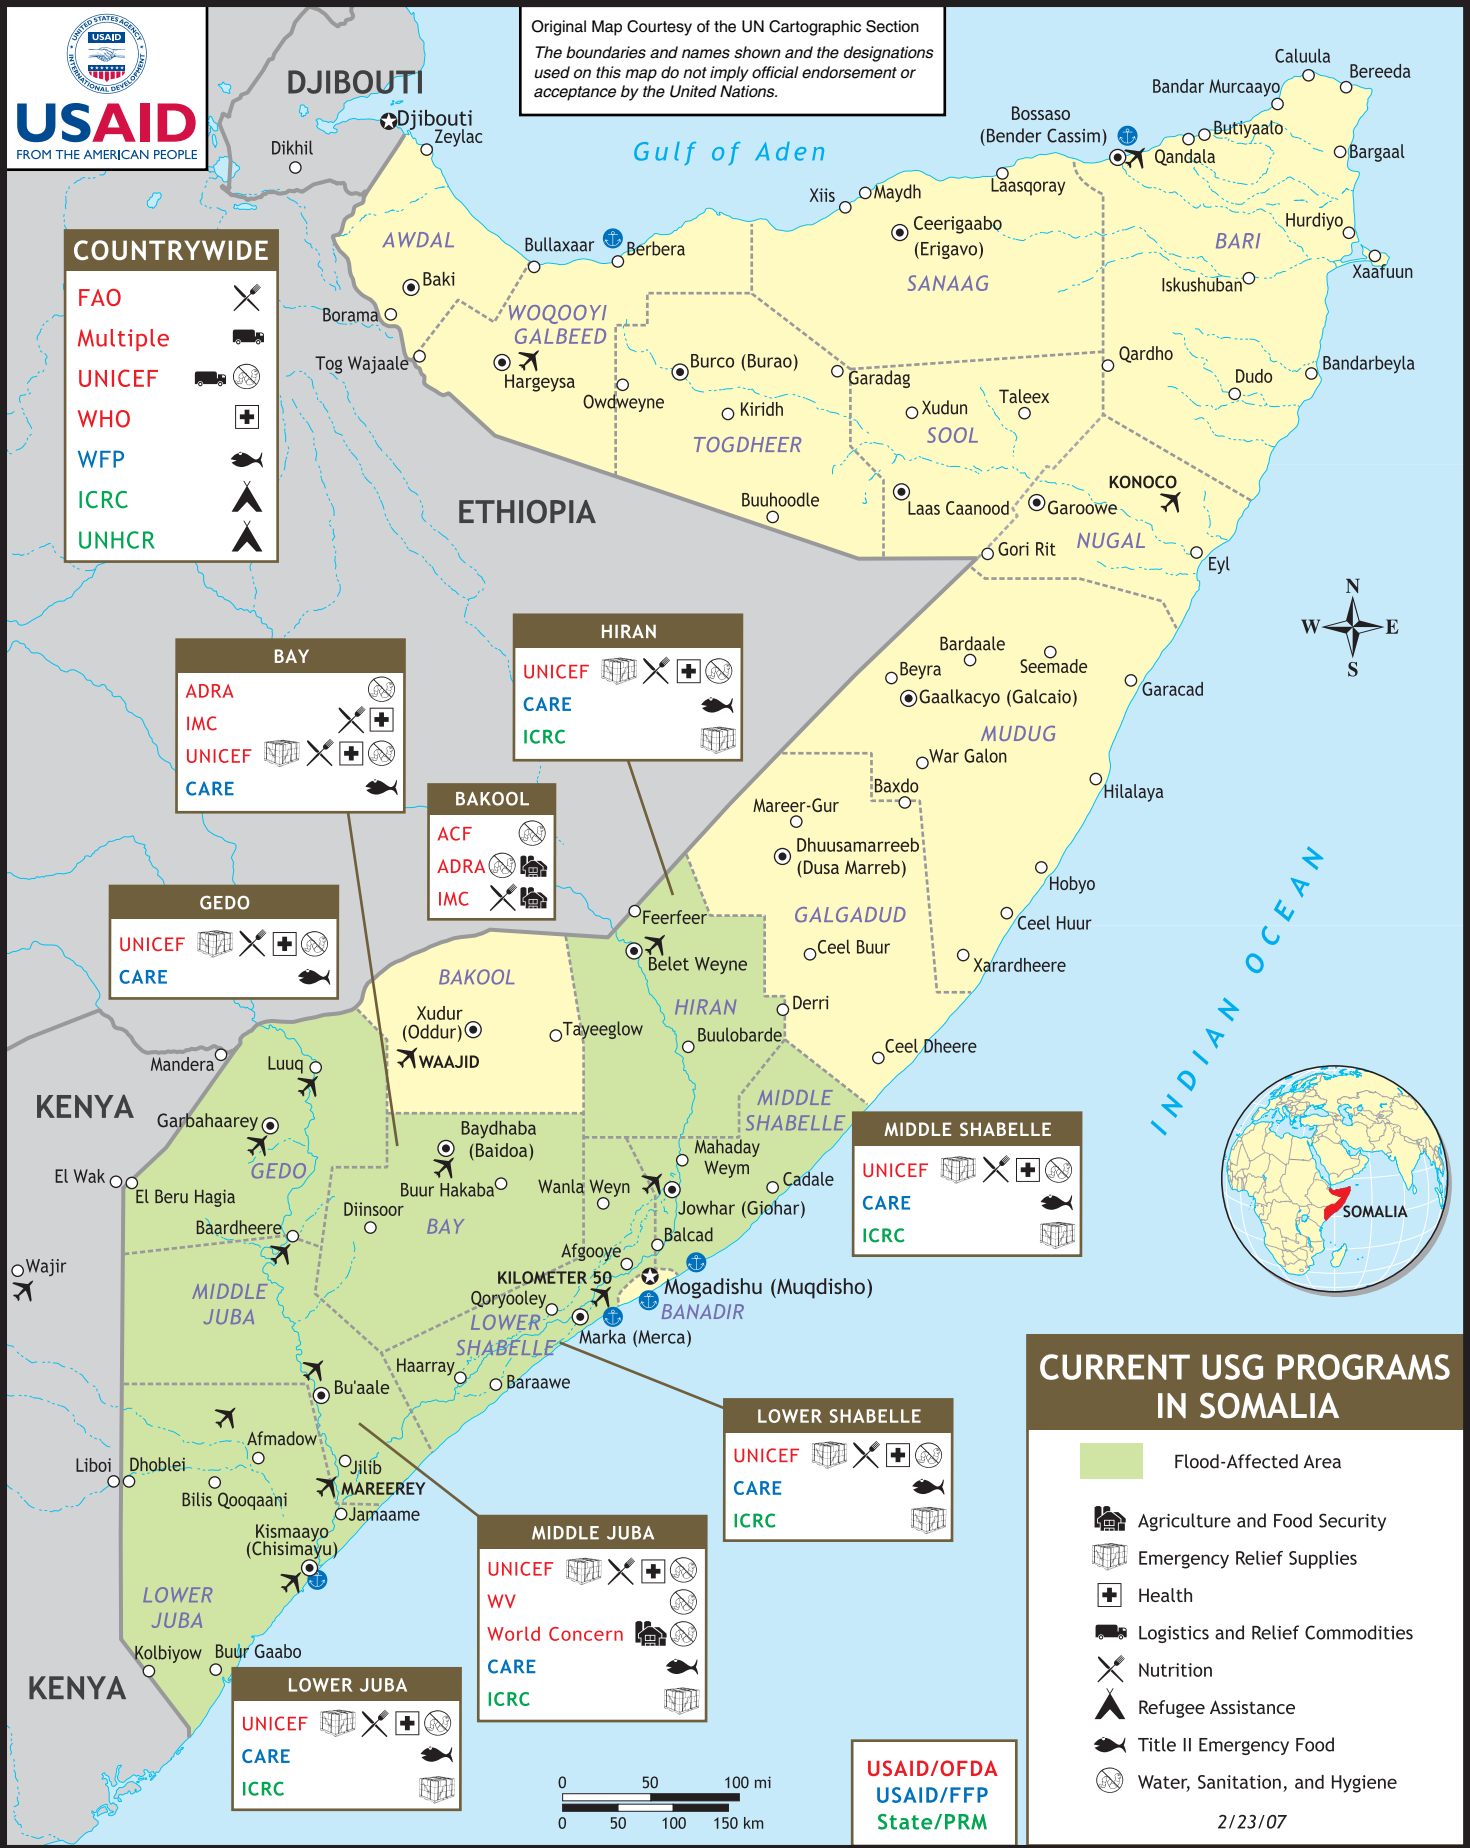 UNITED STATES AGENCY
USAID
INTERNATIONAL DEVELOPMENT
USAID
FROM THE AMERICAN PEOPLE
Original Map Courtesy of the UN Cartographic Section
The boundaries and names shown and the designations
used on this map do not imply official endorsement or
acceptance by the United Nations.
DJIBOUTI
Djibouti
Zeylac
Dikhil
Gulf of Aden
Caluula
Bereeda
Bandar Murcaayo
Bossaso
(Bender Cassim)
Butiyaalo
Qandala
Bargaal
Laasqoray
Xiis
Maydh
Ceerigaabo
(Erigavo)
Hurdiyo
BARI
Xaafuun
Iskushuban
SANAAG
AWDAL
Bullaxaar
Berbera
Baki
Borama
WOQOOYI
GALBEED
Tog Wajaale
Hargeysa
Owdweyne
Burco (Burao)
Kiridh
TOGDHEER
Garadag
Xudun
Taleex
SOOL
Qardho
Dudo
Bandarbeyla
Buuhoodle
Laas Caanood
Garoowe
KONOCO
NUGAL
Gori Rit
Eyl
ETHIOPIA
COUNTRYWIDE
FAO
Multiple
UNICEF
WHO
WFP
ICRC
UNHCR
N
W
E
S
HIRAN
UNICEF
CARE
ICRC
BAY
ADRA
IMC
UNICEF
CARE
BAKOOL
ACF
ADRA
IMC
GEDO
UNICEF
CARE
Bardaale
Seemade
Beyra
Gaalkacyo (Galcaio)
Garacad
MUDUG
War Galon
Baxdo
Hilalaya
Mareer-Gur
Dhuusamarreeb
(Dusa Marreb)
Hobyo
GALGADUD
Ceel Huur
Ceel Buur
Xarardheere
Feerfeer
Belet Weyne
HIRAN
Derri
Buulobarde
Ceel Dheere
INDIAN OCEAN
BAKOOL
Xudur
(Oddur)
Tayeeglow
WAAJID
Mandera
Luuq
KENYA
Garbahaarey
GEDO
El Wak
El Beru Hagia
Baardheere
Baydhaba
(Baidoa)
Buur Hakaba
Diinsoor
BAY
MIDDLE
SHABELLE
Mahaday
Weym
Wanla Weyn
Cadale
Jowhar (Giohar)
Balcad
Afgooye
KILOMETER 50
Mogadishu (Muqdisho)
BANADIR
Qoryooley
LOWER
SHABELLE
Marka (Merca)
Haarray
Baraawe
Wajir
MIDDLE
JUBA
Bu'aale
Afmadow
Liboi
Dhoblei
Bilis Qooqaani
Jilib
MAREEREY
Jamaame
Kismaayo
(Chisimayu)
LOWER
JUBA
Kolbiyow
Buur Gaabo
KENYA
MIDDLE SHABELLE
UNICEF
CARE
ICRC
SOMALIA
LOWER SHABELLE
UNICEF
CARE
ICRC
MIDDLE JUBA
UNICEF
WV
World Concern
CARE
ICRC
LOWER JUBA
UNICEF
CARE
ICRC
0 50 100 mi
0 50 100 150 km
USAID/OFDA
USAID/FFP
State/PRM
CURRENT USG PROGRAMS
IN SOMALIA
Flood-Affected Area
Agriculture and Food Security
Emergency Relief Supplies
Health
Logistics and Relief Commodities
Nutrition
Refugee Assistance
Title II Emergency Food
Water, Sanitation, and Hygiene
2/23/07